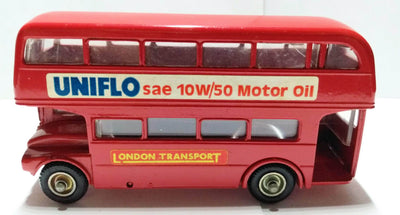 UNIFLO sae 10W/50 Motor Oil
LONDON TRANSPORT